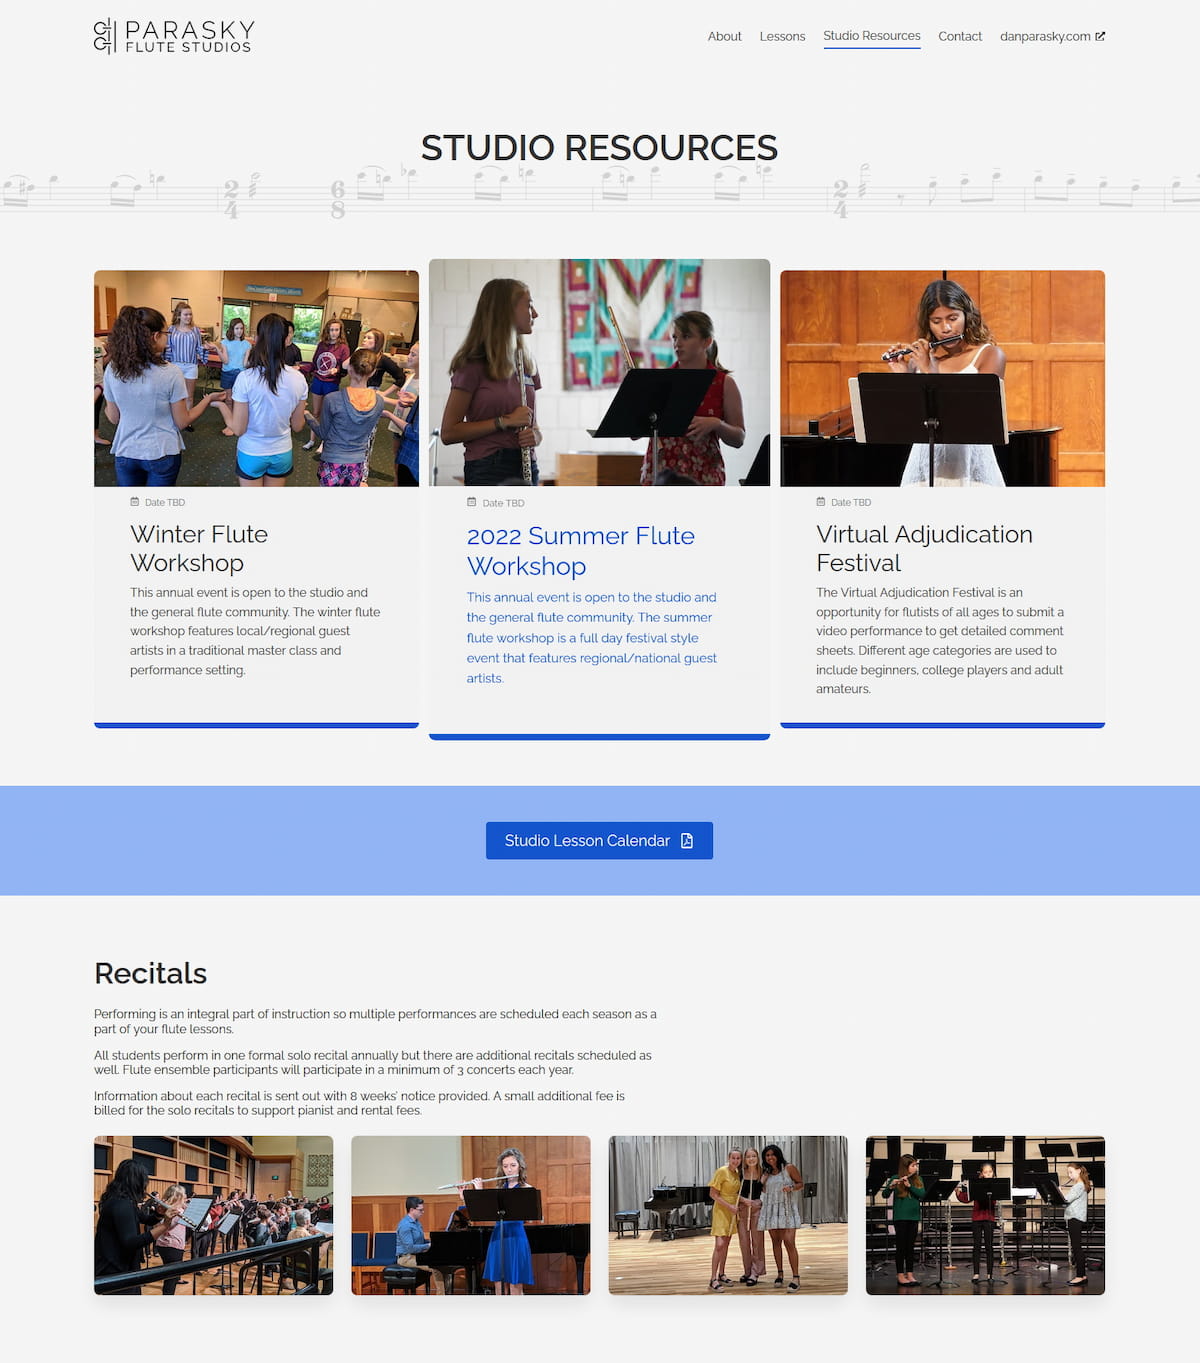 PARASKY
FLUTE STUDIOS
About
Lessons
Studio Resources
Contact
danparasky.com
STUDIO RESOURCES
2
4
6
8
2
4
Date TBD
Winter Flute
Workshop
This annual event is open to the studio and
the general flute community. The winter flute
workshop features local/regional guest
artists in a traditional master class and
performance setting.
Date TBD
2022 Summer Flute
Workshop
This annual event is open to the studio and
the general flute community. The summer
flute workshop is a full day festival style
event that features regional/national guest
artists.
Date TBD
Virtual Adjudication
Festival
The Virtual Adjudication Festival is an
opportunity for flutists of all ages to submit a
video performance to get detailed comment
sheets. Different age categories are used to
include beginners, college players and adult
amateurs.
Studio Lesson Calendar
Recitals
Performing is an integral part of instruction so multiple performances are scheduled each season as a
part of your flute lessons.
All students perform in one formal solo recital annually but there are additional recitals scheduled as
well. Flute ensemble participants will participate in a minimum of 3 concerts each year.
Information about each recital is sent out with 8 weeks' notice provided. A small additional fee is
billed for the solo recitals to support pianist and rental fees.